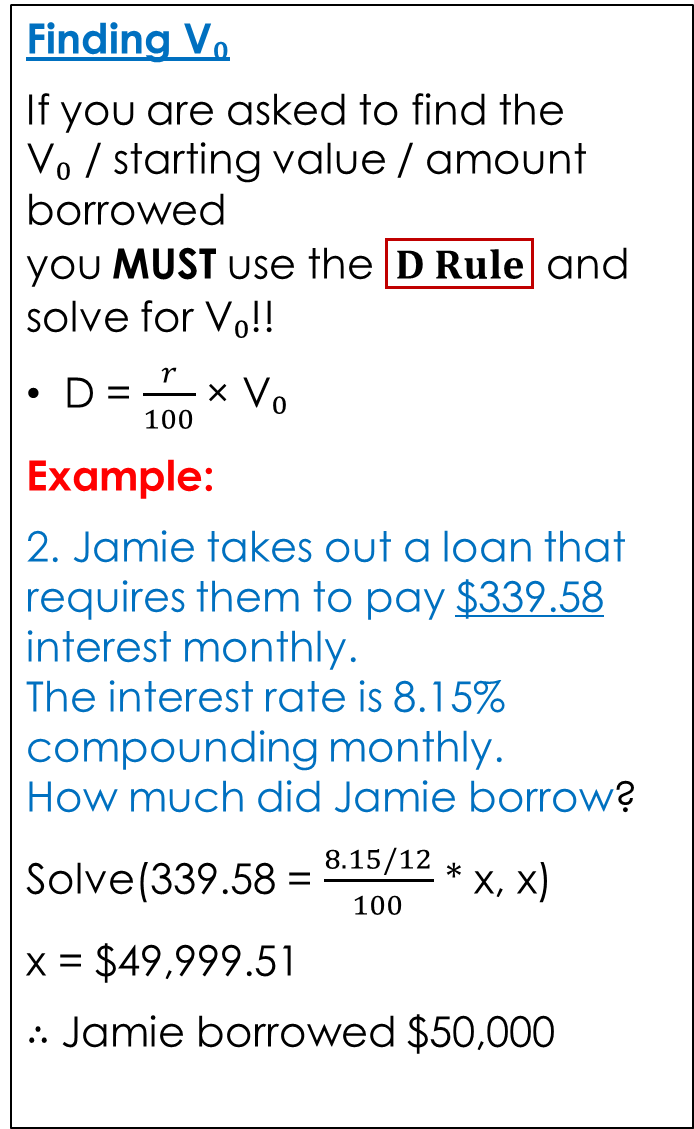 Finding V₀
If you are asked to find the
V₀ / starting value / amount
borrowed
you MUST use the D Rule and
solve for V₀!!
• D = r/100 × V₀
Example:
2. Jamie takes out a loan that
requires them to pay $339.58
interest monthly.
The interest rate is 8.15%
compounding monthly.
How much did Jamie borrow?
Solve(339.58 = (8.15/12)/100 * x, x)
x = $49,999.51
∴ Jamie borrowed $50,000